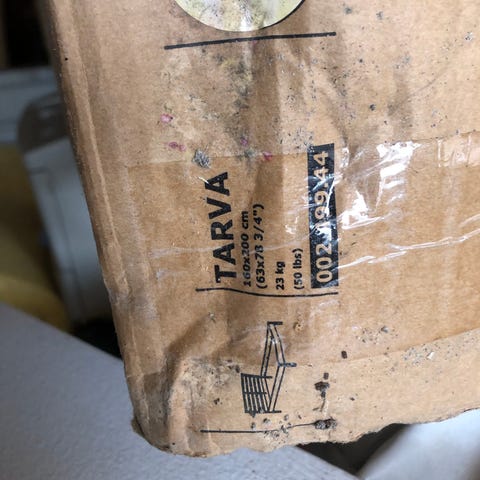 TARVA
160x200 cm
(63x78 3/4")
23 kg
(50 lbs)
002.199.44